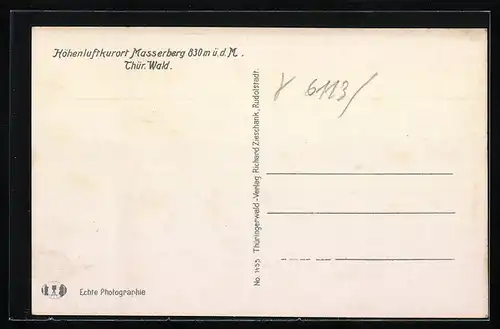 Höhenluftkurort Masserberg 830 m ü. d. M.
Thür. Wald.
γ 6113/
No 1155 Thüringerwald-Verlag Richard Zieschank, Rudolstadt.
Echte Photographie